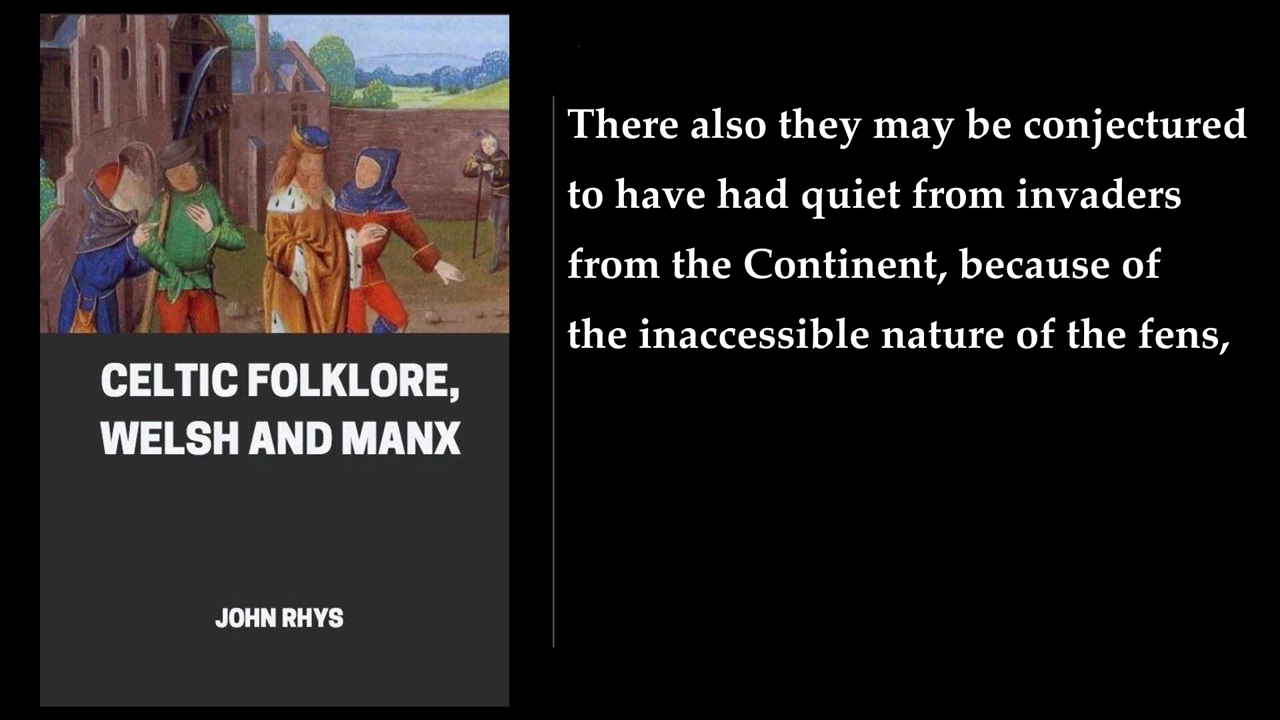 CELTIC FOLKLORE,
WELSH AND MANX
JOHN RHYS
There also they may be conjectured
to have had quiet from invaders
from the Continent, because of
the inaccessible nature of the fens,